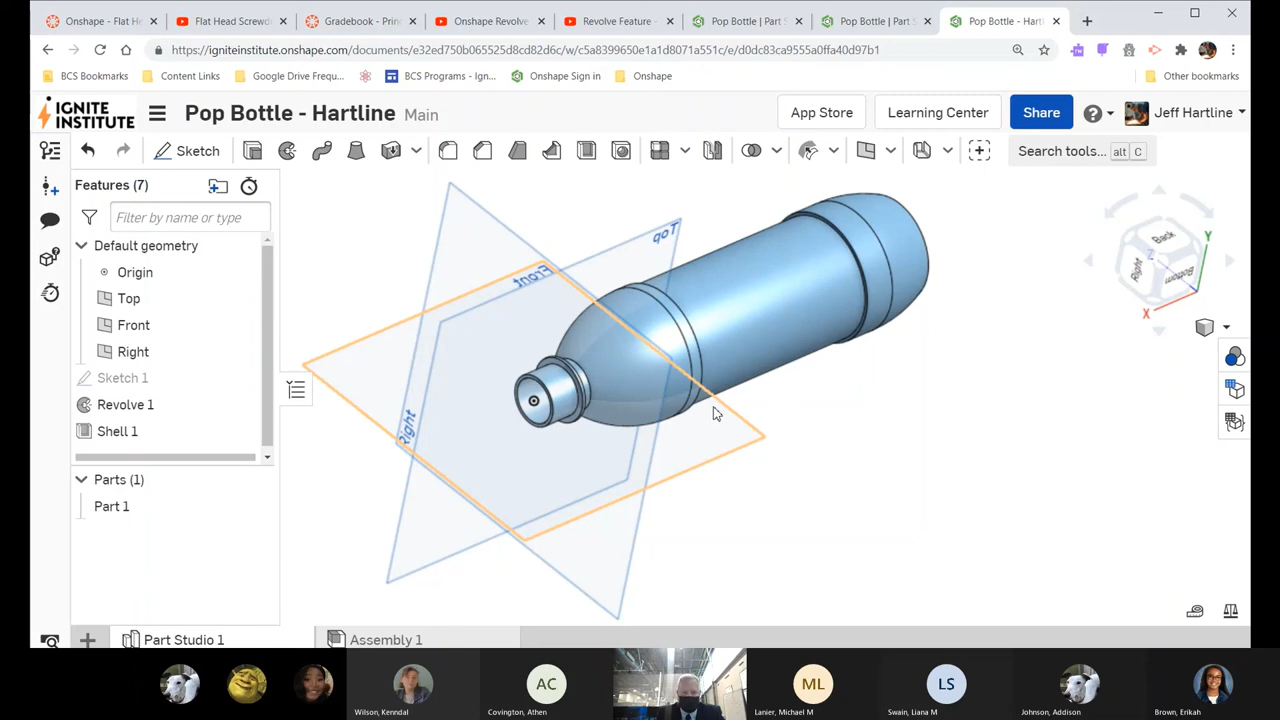 Onshape - Flat He
Flat Head Screwdr
Gradebook - Princ
Onshape Revolve
Revolve Feature -
Pop Bottle | Part S
Pop Bottle | Part S
Pop Bottle - Hartl
https://igniteinstitute.onshape.com/documents/e32ed750b065525d8cd82d6c/w/c5a8399650e1a1d8071a551c/e/d0dc83ca9555a0ffa40d97b1
BCS Bookmarks
Content Links
Google Drive Frequ...
BCS Programs - Ign...
Onshape Sign in
Onshape
Other bookmarks
IGNITE
INSTITUTE
Pop Bottle - Hartline Main
App Store
Learning Center
Share
Jeff Hartline
Sketch
Search tools... alt C
Features (7)
Filter by name or type
Default geometry
Origin
Top
Front
Right
Sketch 1
Revolve 1
Shell 1
Parts (1)
Part 1
Top
Front
Right
Back
Right
Bottom
Z
Y
X
Part Studio 1
Assembly 1
AC
ML
LS
Wilson, Kenndal
Covington, Athen
Lanier, Michael M
Swain, Liana M
Johnson, Addison
Brown, Erikah